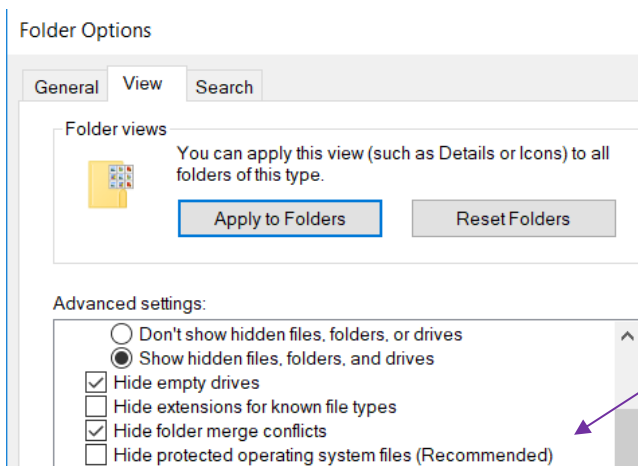 Folder Options
General View Search
Folder views
You can apply this view (such as Details or Icons) to all
folders of this type.
Apply to Folders Reset Folders
Advanced settings:
Don't show hidden files, folders, or drives
Show hidden files, folders, and drives
Hide empty drives
Hide extensions for known file types
Hide folder merge conflicts
Hide protected operating system files (Recommended)